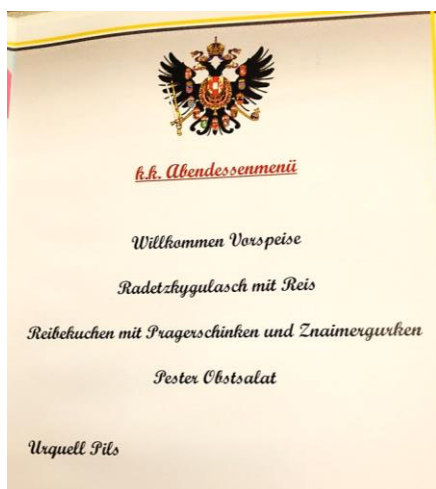 k.k. Abendessenmenü
Willkommen Vorspeise
Radetzkygulasch mit Reis
Reibekuchen mit Pragerschinken und Znaimergurken
Pester Obstsalat
Urquell Pils